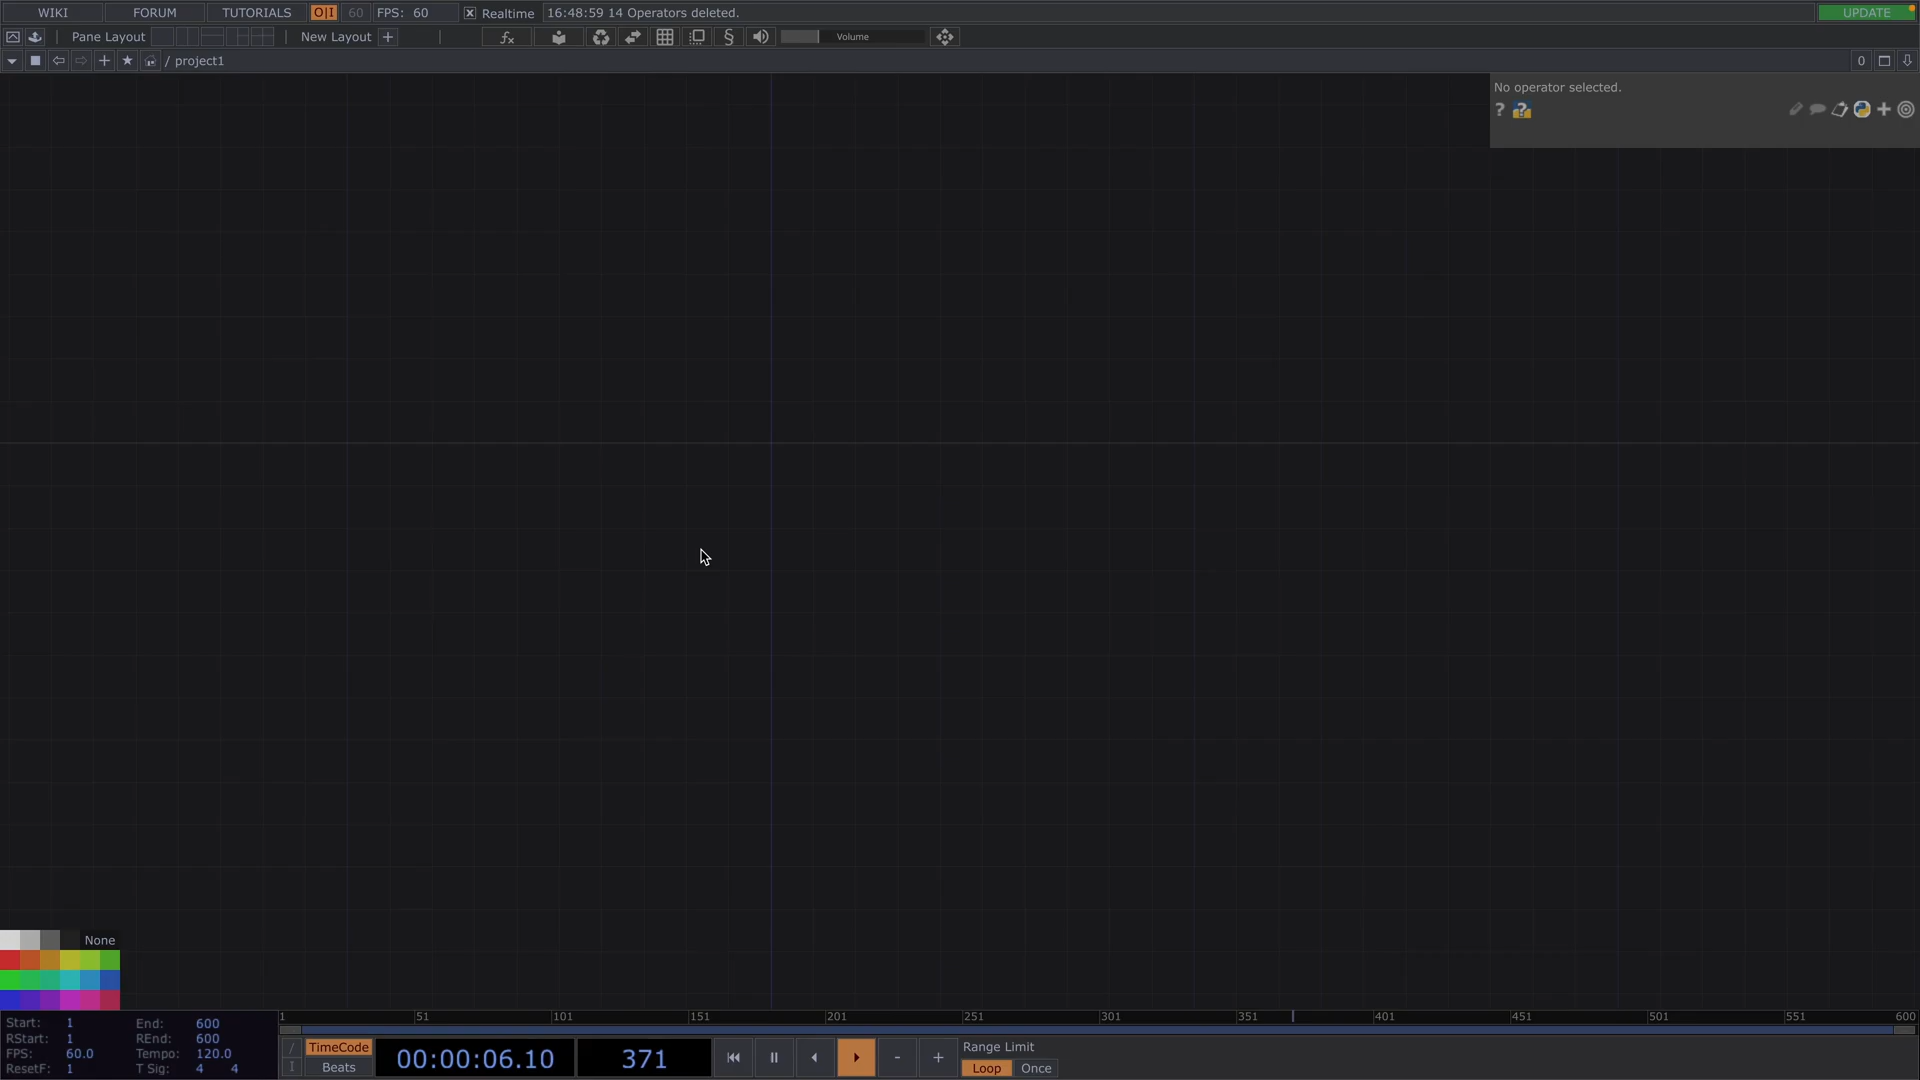 WIKI FORUM TUTORIALS O|I 60 FPS: 60 Realtime 16:48:59 14 Operators deleted. UPDATE
Pane Layout New Layout + fx § Volume
/ project1 0
No operator selected.
None
1 51 101 151 201 251 301 351 401 451 501 551 600
Start: 1 End: 600
RStart: 1 REnd: 600
FPS: 60.0 Tempo: 120.0
ResetF: 1 T Sig: 4 4
/ TimeCode
I Beats
00:00:06.10 371 - +
Range Limit
Loop Once